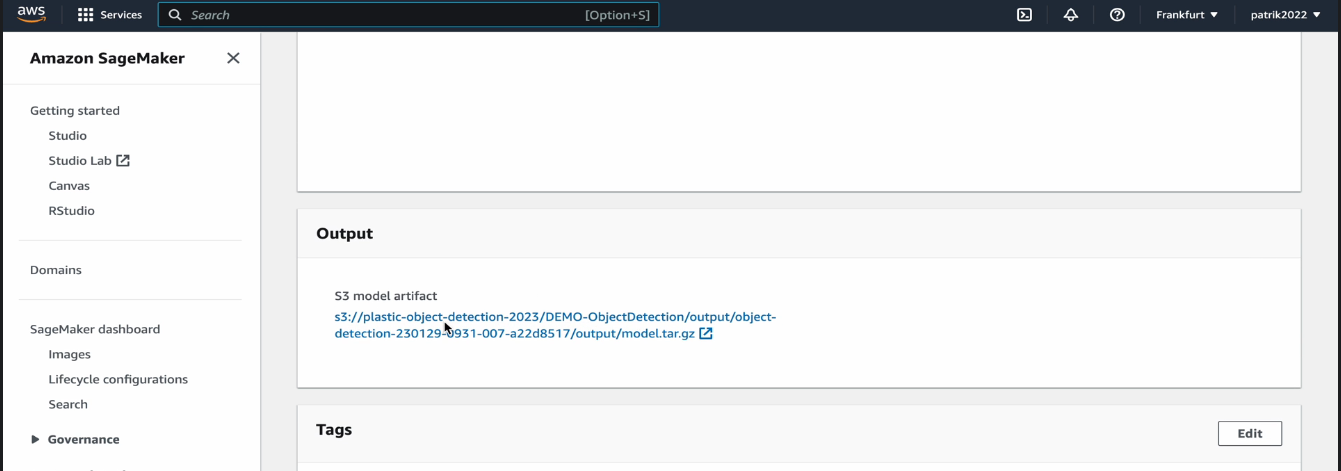 aws
Services
Search
[Option+S]
Frankfurt
patrik2022
Amazon SageMaker
Getting started
Studio
Studio Lab
Canvas
RStudio
Domains
SageMaker dashboard
Images
Lifecycle configurations
Search
Governance
Output
S3 model artifact
s3://plastic-object-detection-2023/DEMO-ObjectDetection/output/object-
detection-230129-0931-007-a22d8517/output/model.tar.gz
Tags
Edit